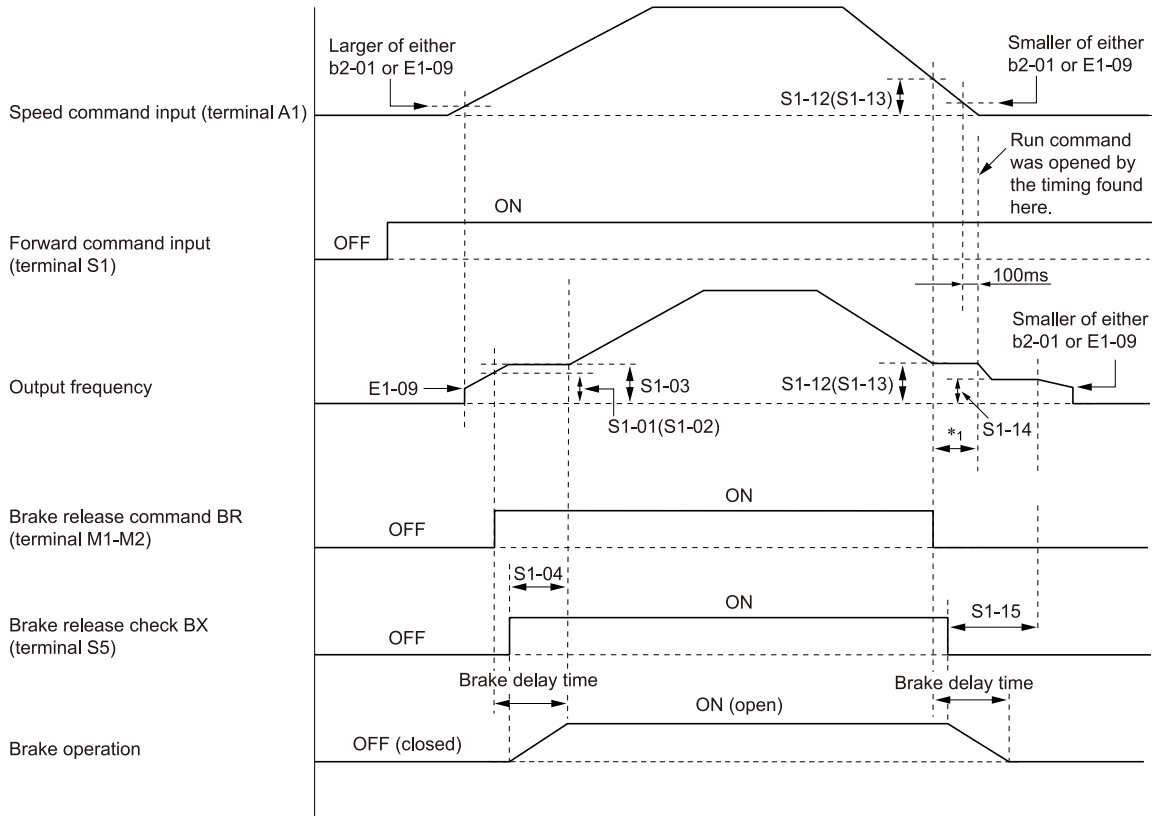 Larger of either
b2-01 or E1-09
Smaller of either
b2-01 or E1-09
Speed command input (terminal A1)
S1-12(S1-13)
Run command
was opened by
the timing found
here.
ON
OFF
Forward command input
(terminal S1)
100ms
Smaller of either
b2-01 or E1-09
Output frequency
E1-09
S1-03
S1-12(S1-13)
S1-01(S1-02)
S1-14
*1
ON
Brake release command BR
(terminal M1-M2)
OFF
S1-04
ON
S1-15
Brake release check BX
(terminal S5)
OFF
Brake delay time
Brake delay time
ON (open)
Brake operation
OFF (closed)